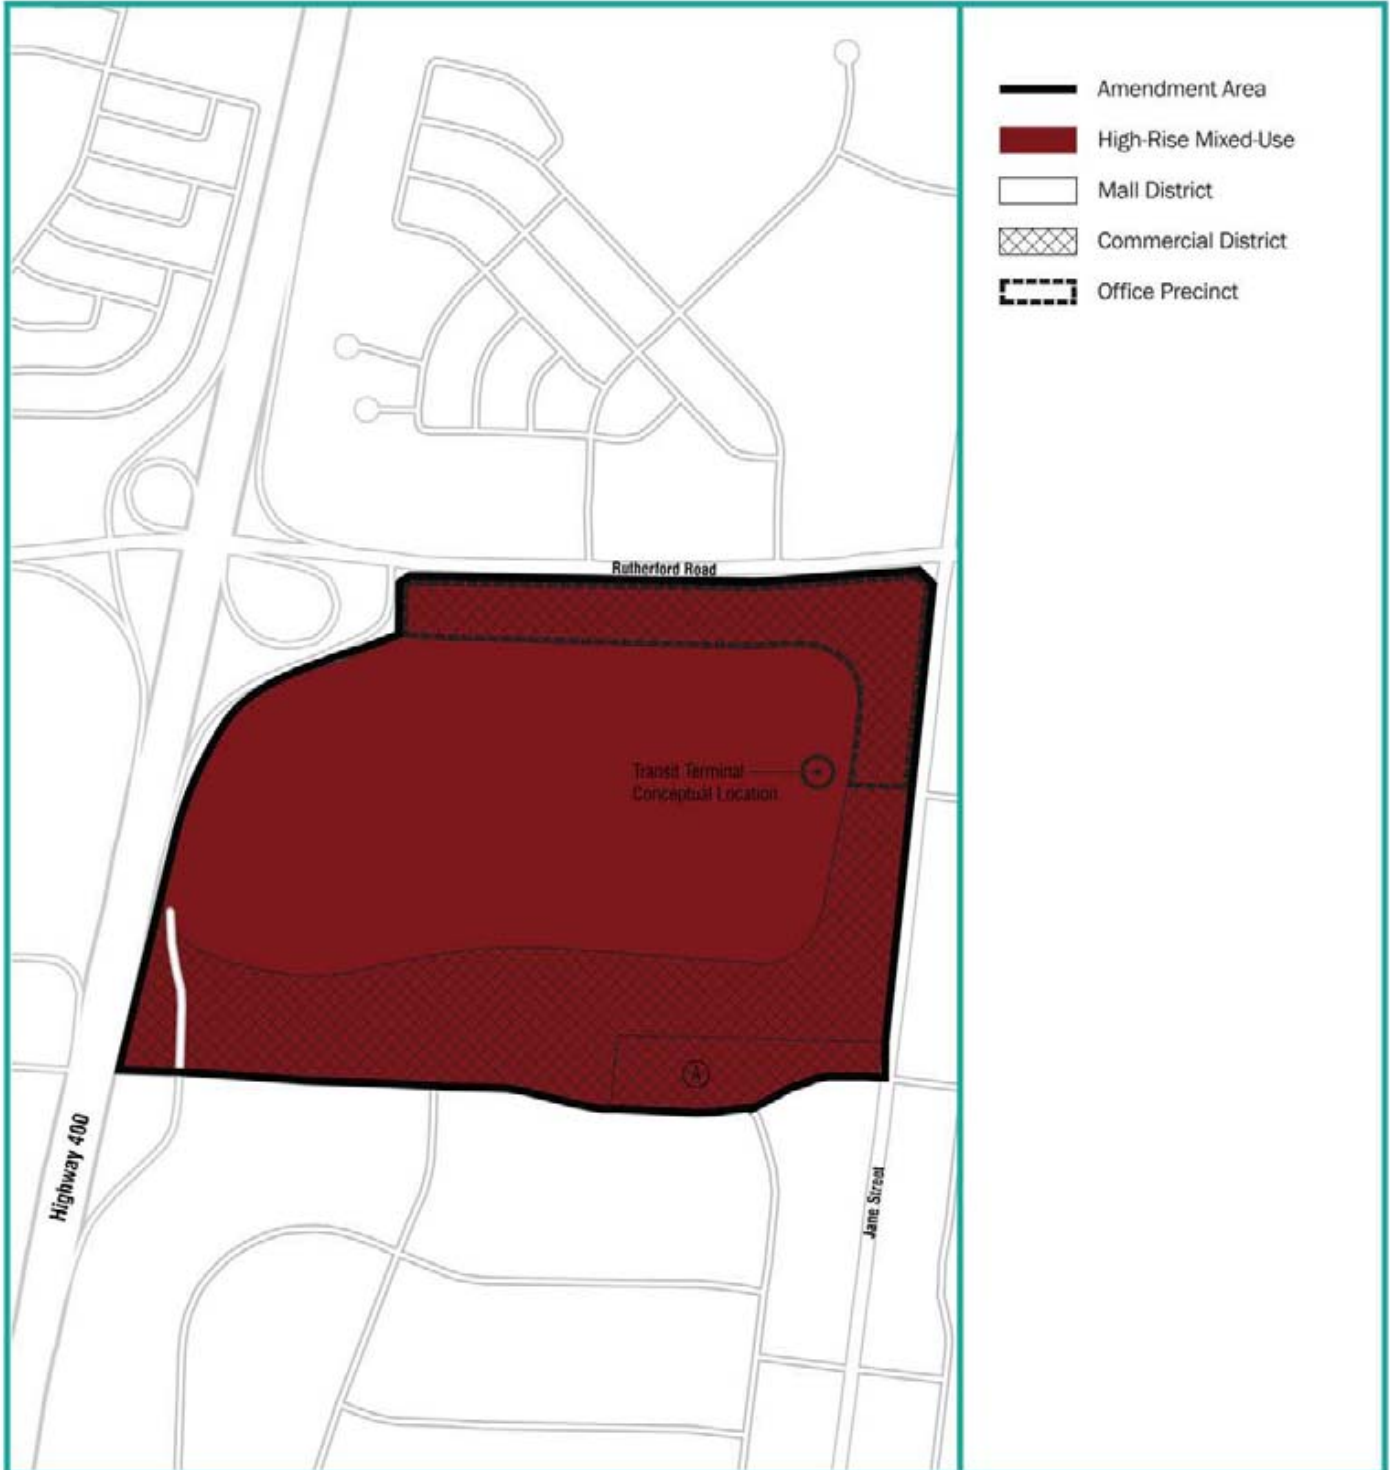 Amendment Area
High-Rise Mixed-Use
Mall District
Commercial District
Office Precinct
Rutherford Road
Transit Terminal
Conceptual Location
A
Highway 400
Jane Street